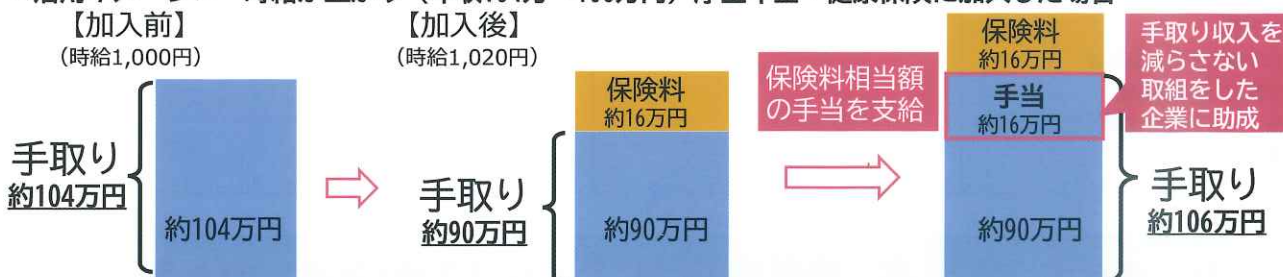 【加入前】
(時給1,000円)
手取り
約104万円
約104万円
【加入後】
(時給1,020円)
保険料
約16万円
手取り
約90万円
約90万円
保険料相当額
の手当を支給
保険料
約16万円
手当
約16万円
約90万円
手取り収入を
減らさない
取組をした
企業に助成
手取り
約106万円